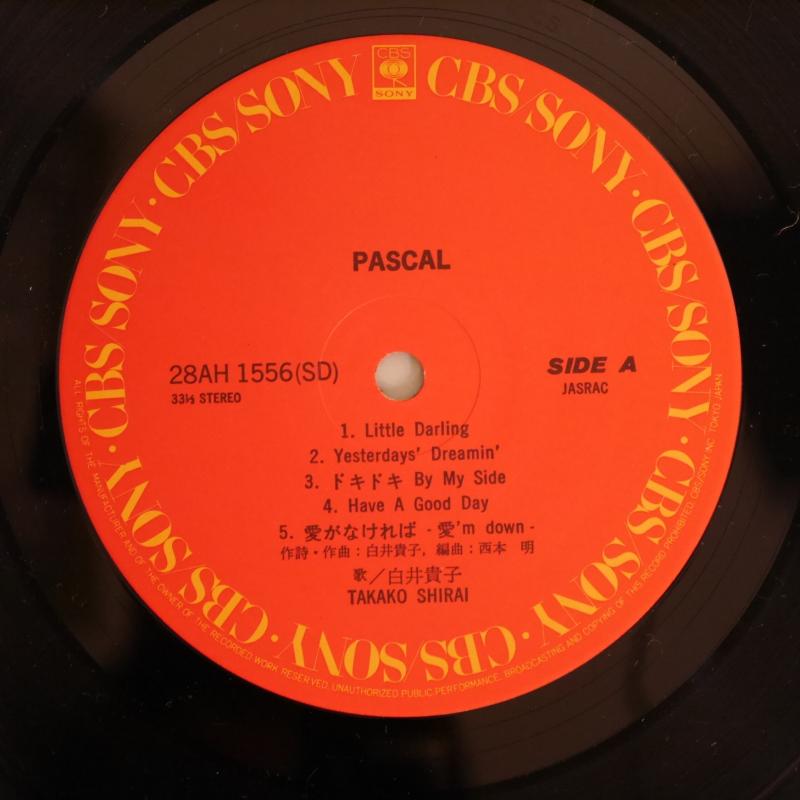 CBS
SONY
CBS/SONY · CBS/SONY · CBS/SONY · CBS/SONY · CBS/SONY · CBS/SONY · CBS/SONY · CBS/SONY
PASCAL
28AH 1556(SD)
33⅓ STEREO
SIDE A
JASRAC
1. Little Darling
2. Yesterdays' Dreamin'
3. ドキドキ By My Side
4. Have A Good Day
5. 愛がなければ - 愛'm down -
作詩・作曲：白井貴子, 編曲：西本 明
歌／白井貴子
TAKAKO SHIRAI
ALL RIGHTS OF THE MANUFACTURER AND OF THE OWNER OF THE RECORDED WORK RESERVED. UNAUTHORIZED PUBLIC PERFORMANCE, BROADCASTING AND COPYING OF THIS RECORD PROHIBITED. CBS/SONY INC. TOKYO JAPAN